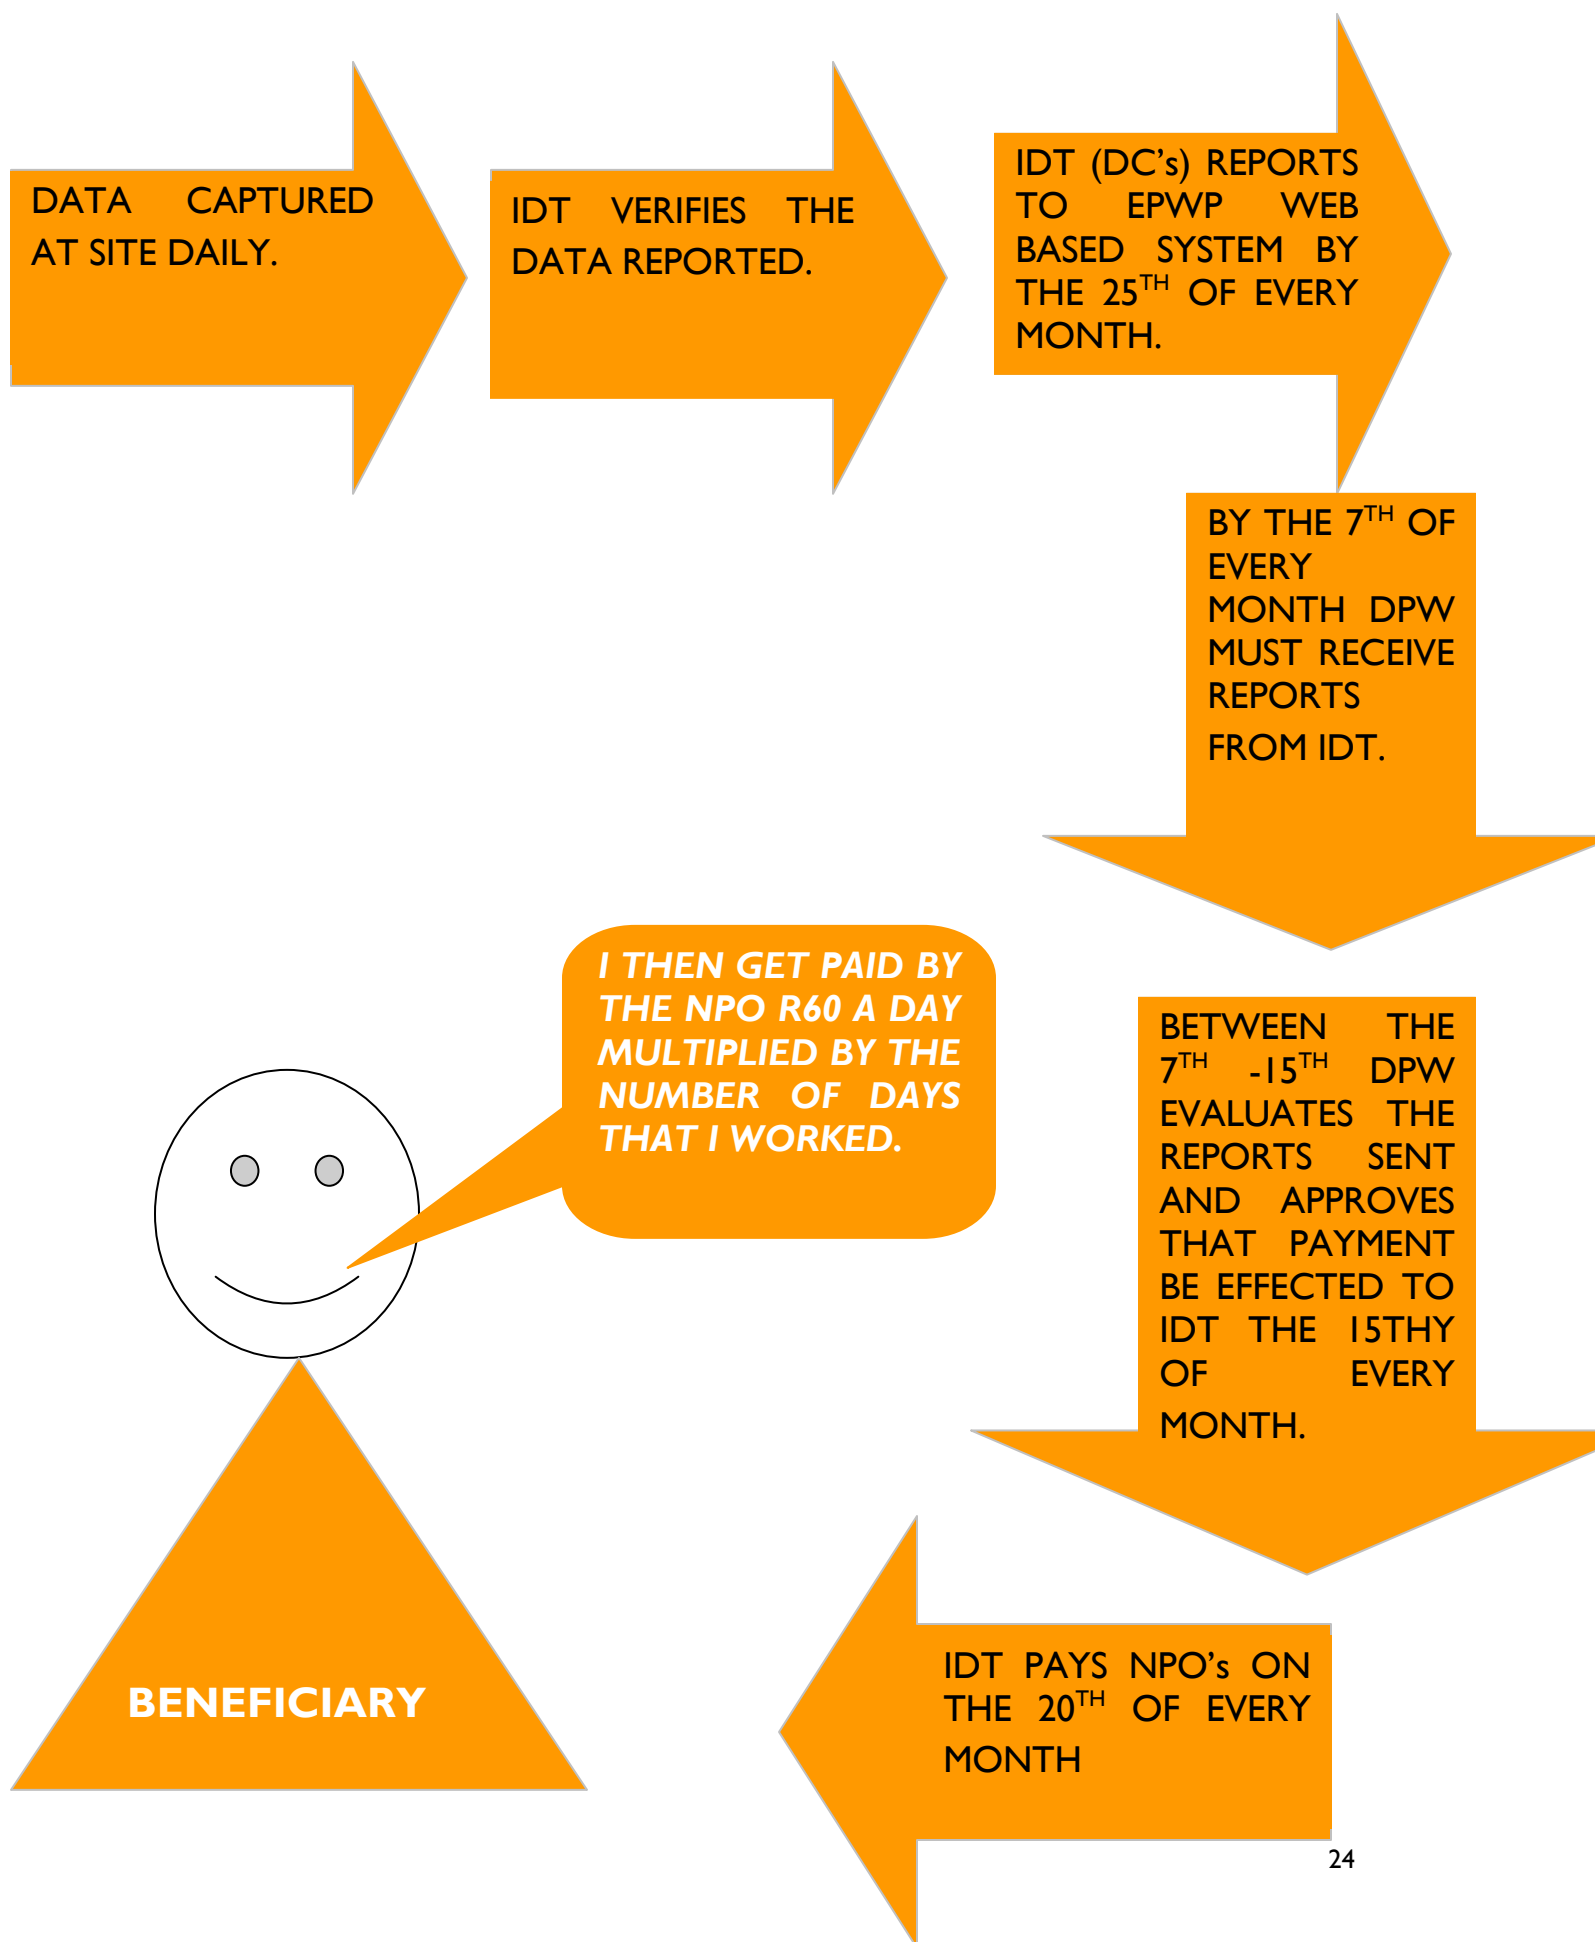 DATA CAPTURED
AT SITE DAILY.
IDT VERIFIES THE
DATA REPORTED.
IDT (DC's) REPORTS
TO EPWP WEB
BASED SYSTEM BY
THE 25TH OF EVERY
MONTH.
BY THE 7TH OF
EVERY
MONTH DPW
MUST RECEIVE
REPORTS
FROM IDT.
BETWEEN THE
7TH -15TH DPW
EVALUATES THE
REPORTS SENT
AND APPROVES
THAT PAYMENT
BE EFFECTED TO
IDT THE 15THY
OF EVERY
MONTH.
IDT PAYS NPO's ON
THE 20TH OF EVERY
MONTH
I THEN GET PAID BY
THE NPO R60 A DAY
MULTIPLIED BY THE
NUMBER OF DAYS
THAT I WORKED.
BENEFICIARY
24